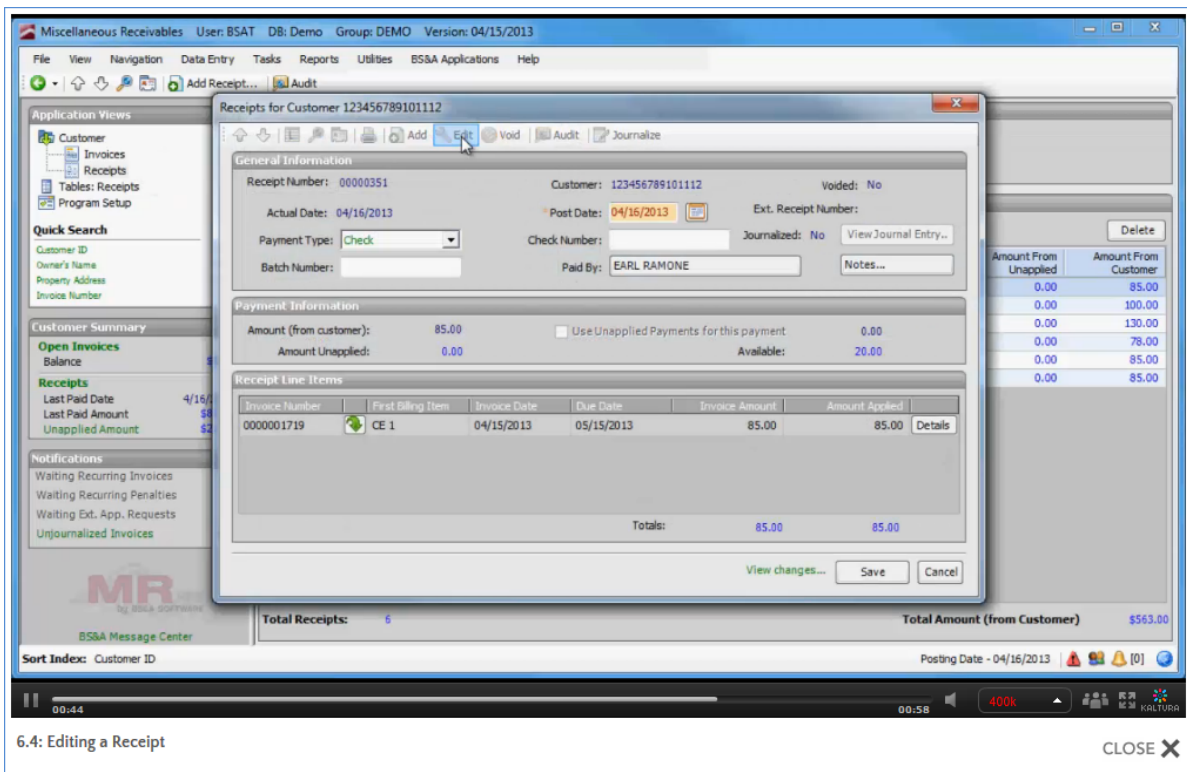 Miscellaneous Receivables User: BSAT DB: Demo Group: DEMO Version: 04/15/2013
File View Navigation Data Entry Tasks Reports Utilities BS&A Applications Help
Add Receipt... Audit
Application Views
Customer
Invoices
Receipts
Tables: Receipts
Program Setup
Quick Search
Customer ID
Owner's Name
Property Address
Invoice Number
Customer Summary
Open Invoices
Balance $
Receipts
Last Paid Date 4/16/
Last Paid Amount $8
Unapplied Amount $2
Notifications
Waiting Recurring Invoices
Waiting Recurring Penalties
Waiting Ext. App. Requests
Unjournalized Invoices
MR
by BS&A SOFTWARE
BS&A Message Center
Receipts for Customer 123456789101112
Add Edit Void Audit Journalize
General Information
Receipt Number: 00000351 Customer: 123456789101112 Voided: No
Actual Date: 04/16/2013 *Post Date: 04/16/2013 Ext. Receipt Number:
Payment Type: Check Check Number: Journalized: No View Journal Entry..
Batch Number: Paid By: EARL RAMONE Notes...
Payment Information
Amount (from customer): 85.00 Use Unapplied Payments for this payment 0.00
Amount Unapplied: 0.00 Available: 20.00
Receipt Line Items
Invoice Number First Billing Item Invoice Date Due Date Invoice Amount Amount Applied
0000001719 CE 1 04/15/2013 05/15/2013 85.00 85.00 Details
Totals: 85.00 85.00
View changes... Save Cancel
Delete
Amount From Unapplied Amount From Customer
0.00 85.00
0.00 100.00
0.00 130.00
0.00 78.00
0.00 85.00
0.00 85.00
Total Receipts: 6 Total Amount (from Customer) $563.00
Sort Index: Customer ID Posting Date - 04/16/2013 [0]
00:44 00:58 400k KALTURA
6.4: Editing a Receipt CLOSE